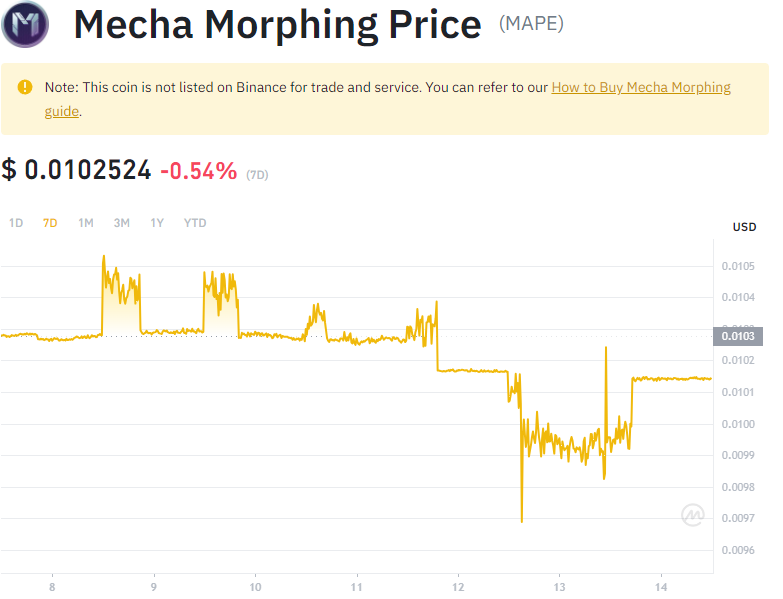 Mecha Morphing Price (MAPE)
Note: This coin is not listed on Binance for trade and service. You can refer to our How to Buy Mecha Morphing
guide.
$ 0.0102524 -0.54% (7D)
1D 7D 1M 3M 1Y YTD
USD
0.0105
0.0104
0.0103
0.0102
0.0101
0.0100
0.0099
0.0098
0.0097
0.0096
8 9 10 11 12 13 14